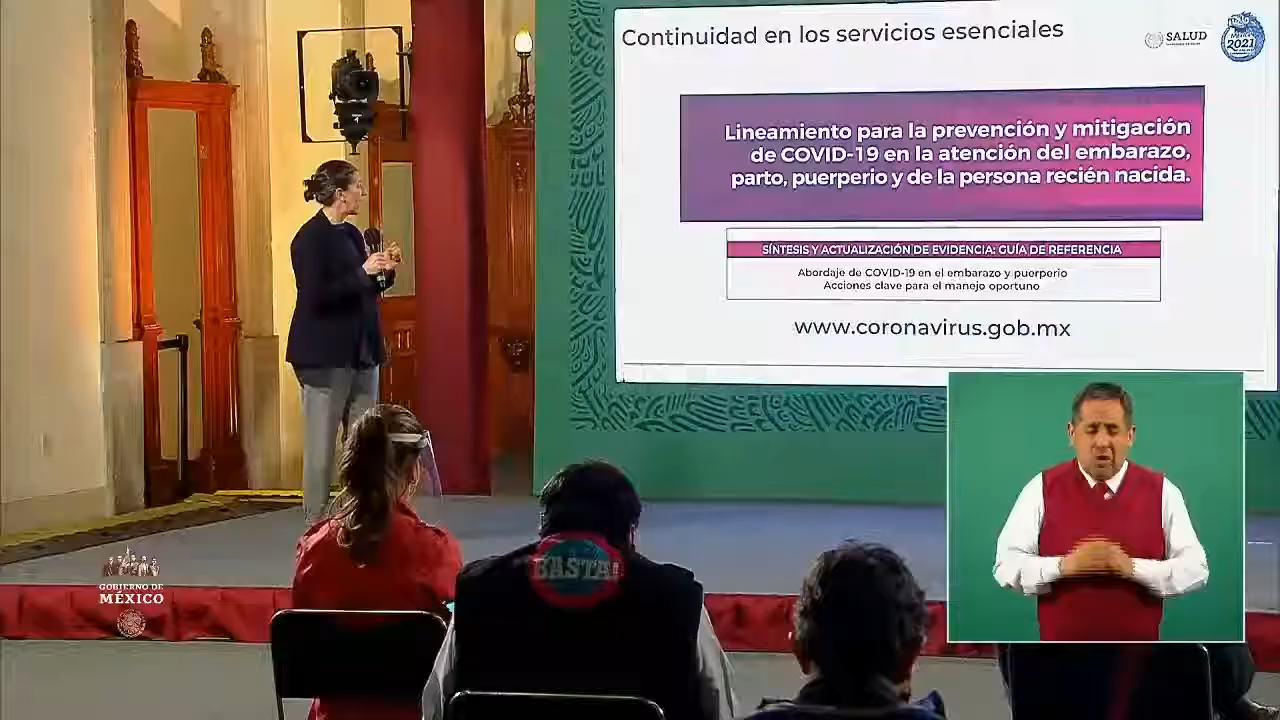 Continuidad en los servicios esenciales
SALUD
México
2021
Lineamiento para la prevención y mitigación
de COVID-19 en la atención del embarazo,
parto, puerperio y de la persona recién nacida.
SÍNTESIS Y ACTUALIZACIÓN DE EVIDENCIA: GUÍA DE REFERENCIA
Abordaje de COVID-19 en el embarazo y puerperio
Acciones clave para el manejo oportuno
www.coronavirus.gob.mx
BASTA!
GOBIERNO DE
MÉXICO